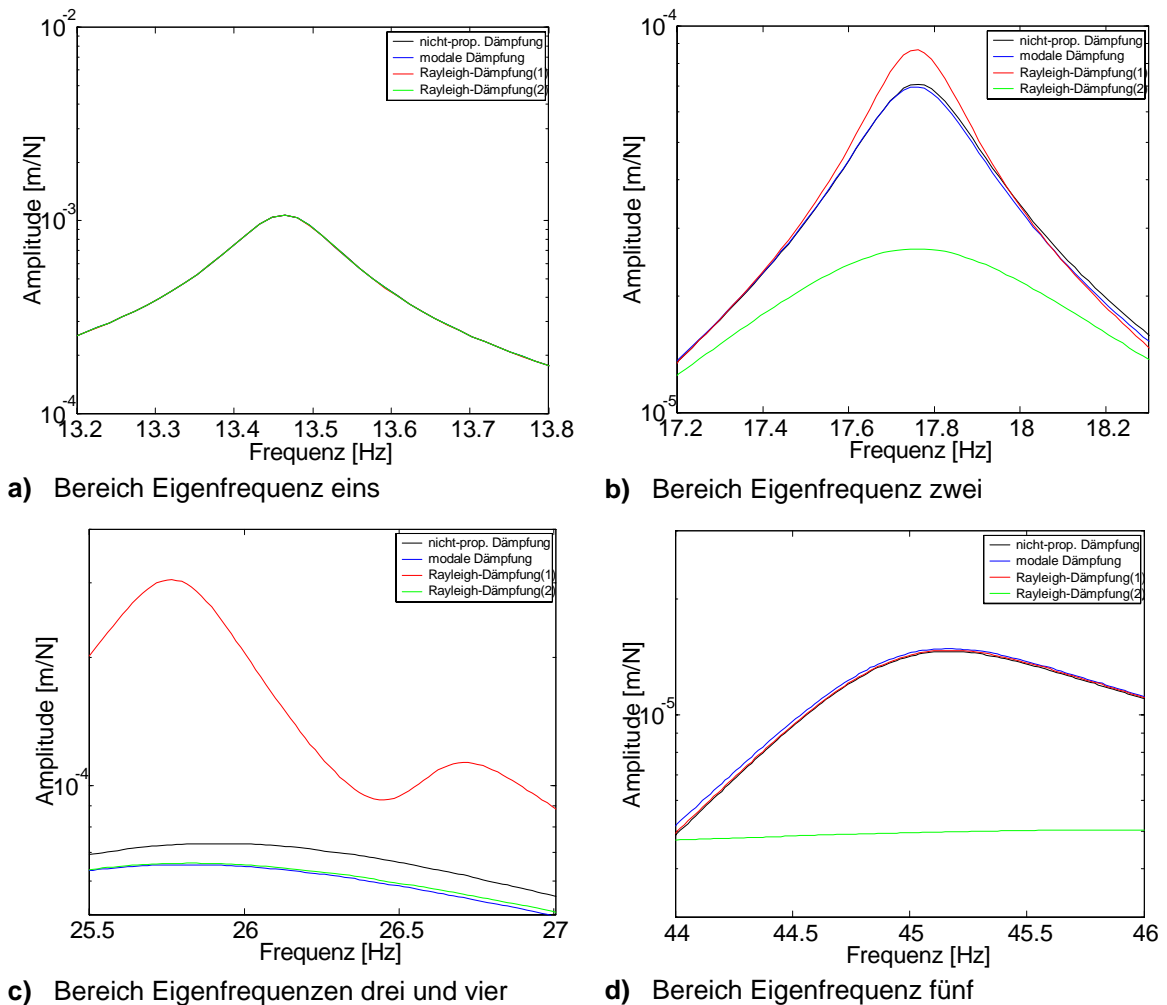 10-2
nicht-prop. Dämpfung
modale Dämpfung
Rayleigh-Dämpfung(1)
Rayleigh-Dämpfung(2)
Amplitude [m/N]
10-3
10-4
13.2 13.3 13.4 13.5 13.6 13.7 13.8
Frequenz [Hz]
a) Bereich Eigenfrequenz eins
10-4
nicht-prop. Dämpfung
modale Dämpfung
Rayleigh-Dämpfung(1)
Rayleigh-Dämpfung(2)
Amplitude [m/N]
10-5
17.2 17.4 17.6 17.8 18 18.2
Frequenz [Hz]
b) Bereich Eigenfrequenz zwei
nicht-prop. Dämpfung
modale Dämpfung
Rayleigh-Dämpfung(1)
Rayleigh-Dämpfung(2)
Amplitude [m/N]
10-4
25.5 26 26.5 27
Frequenz [Hz]
c) Bereich Eigenfrequenzen drei und vier
nicht-prop. Dämpfung
modale Dämpfung
Rayleigh-Dämpfung(1)
Rayleigh-Dämpfung(2)
Amplitude [m/N]
10-5
44 44.5 45 45.5 46
Frequenz [Hz]
d) Bereich Eigenfrequenz fünf